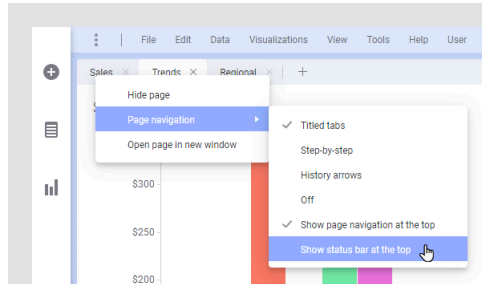 File Edit Data Visualizations View Tools Help User
Sales × Trends × Regional × +
Hide page
Page navigation
Open page in new window
Titled tabs
Step-by-step
History arrows
Off
Show page navigation at the top
Show status bar at the top
$300
$250
$200